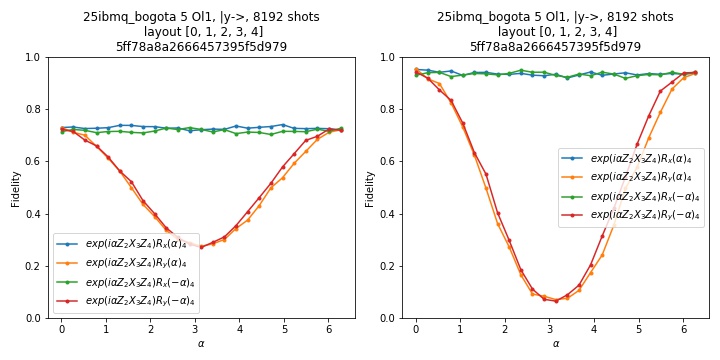 25ibmq_bogota 5 Ol1, |y->, 8192 shots
layout [0, 1, 2, 3, 4]
5ff78a8a2666457395f5d979
1.0
0.8
0.6
0.4
0.2
0.0
Fidelity
exp(iαZ₂X₃Z₄)Rₓ(α)₄
exp(iαZ₂X₃Z₄)Rᵧ(α)₄
exp(iαZ₂X₃Z₄)Rₓ(−α)₄
exp(iαZ₂X₃Z₄)Rᵧ(−α)₄
0 1 2 3 4 5 6
α
25ibmq_bogota 5 Ol1, |y->, 8192 shots
layout [0, 1, 2, 3, 4]
5ff78a8a2666457395f5d979
1.0
0.8
0.6
0.4
0.2
0.0
Fidelity
exp(iαZ₂X₃Z₄)Rₓ(α)₄
exp(iαZ₂X₃Z₄)Rᵧ(α)₄
exp(iαZ₂X₃Z₄)Rₓ(−α)₄
exp(iαZ₂X₃Z₄)Rᵧ(−α)₄
0 1 2 3 4 5 6
α